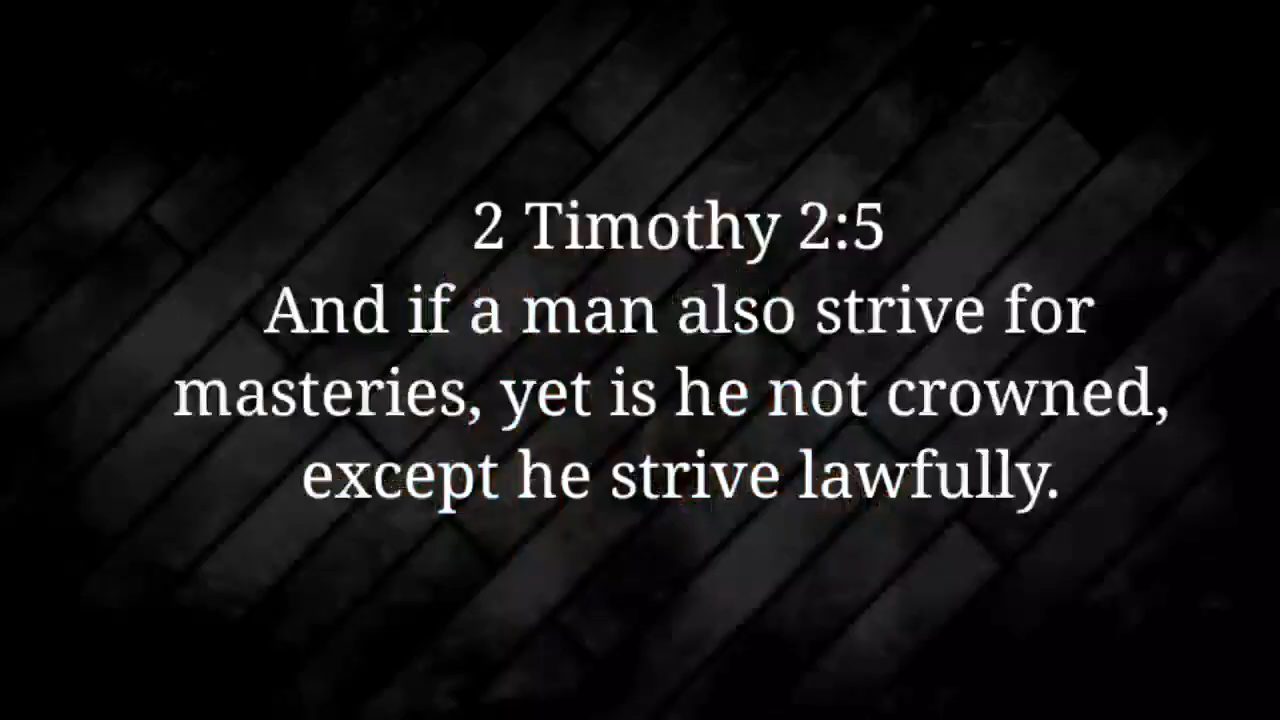 2 Timothy 2:5
And if a man also strive for
masteries, yet is he not crowned,
except he strive lawfully.